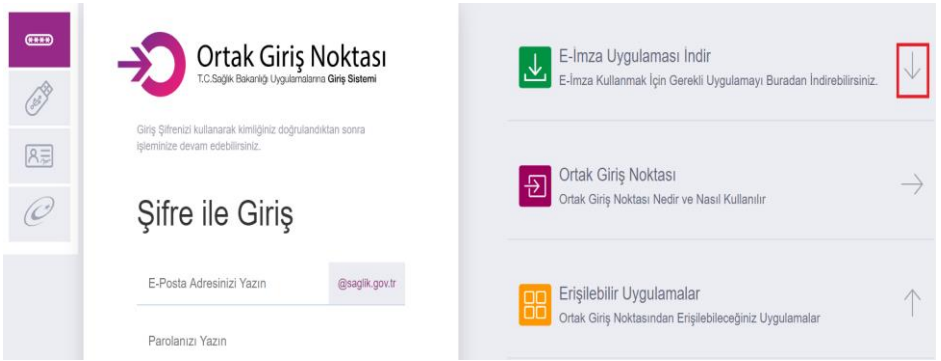 Ortak Giriş Noktası
T.C.Sağlık Bakanlığı Uygulamalarına Giriş Sistemi
Giriş Şifrenizi kullanarak kimliğiniz doğrulandıktan sonra
işleminize devam edebilirsiniz.
Şifre ile Giriş
E-Posta Adresinizi Yazın
@saglik.gov.tr
Parolanızı Yazın
E-İmza Uygulaması İndir
E-İmza Kullanmak İçin Gerekli Uygulamayı Buradan İndirebilirsiniz.
Ortak Giriş Noktası
Ortak Giriş Noktası Nedir ve Nasıl Kullanılır
Erişilebilir Uygulamalar
Ortak Giriş Noktasından Erişilebileceğiniz Uygulamalar